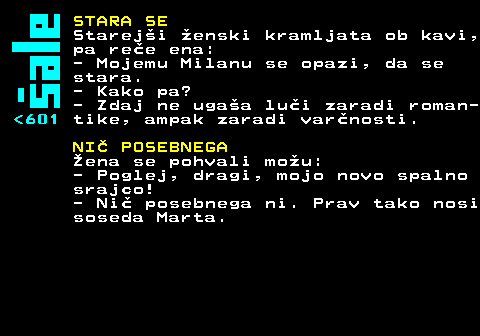 Šale
<601
STARA SE
Starejši ženski kramljata ob kavi,
pa reče ena:
- Mojemu Milanu se opazi, da se
stara.
- Kako pa?
- Zdaj ne ugaša luči zaradi roman-
tike, ampak zaradi varčnosti.
NIČ POSEBNEGA
Žena se pohvali možu:
- Poglej, dragi, mojo novo spalno
srajco!
- Nič posebnega ni. Prav tako nosi
soseda Marta.